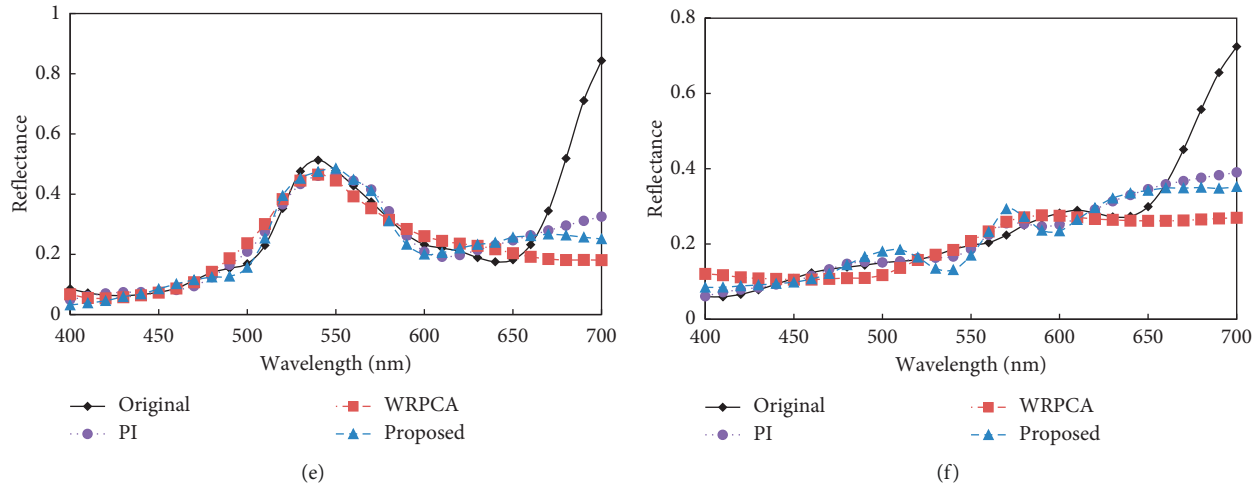 1
0.8
0.6
0.4
0.2
0
Reflectance
400 450 500 550 600 650 700
Wavelength (nm)
Original WRPCA
PI Proposed
(e)
0.8
0.6
0.4
0.2
0
Reflectance
400 450 500 550 600 650 700
Wavelength (nm)
Original WRPCA
PI Proposed
(f)